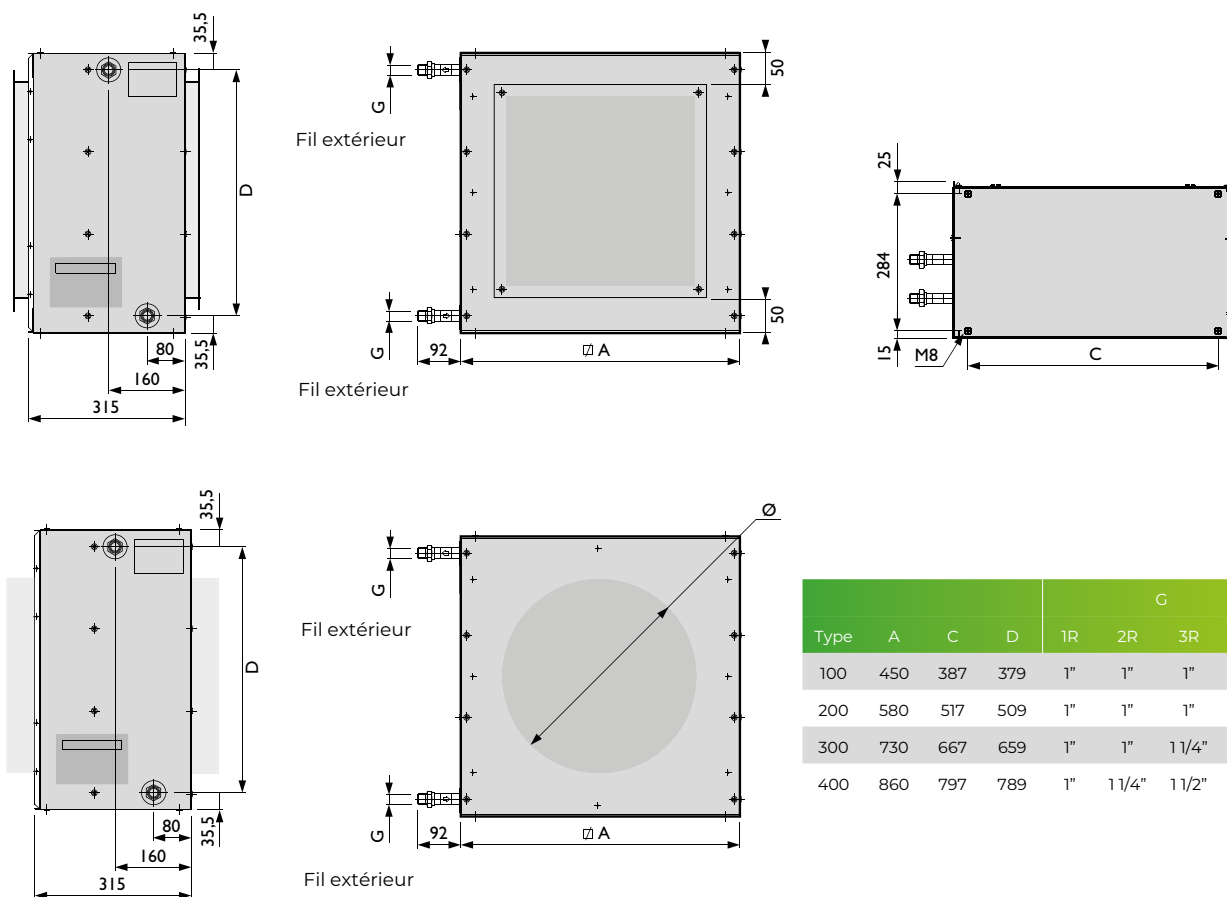 35,5
D
80
35,5
160
315
G
Fil extérieur
50
G
92
A
50
Fil extérieur
25
284
15
M8
C
35,5
D
80
35,5
160
315
Ø
G
Fil extérieur
G
92
A
Fil extérieur
G
Type A C D 1R 2R 3R
100 450 387 379 1” 1” 1”
200 580 517 509 1” 1” 1”
300 730 667 659 1” 1” 1 1/4”
400 860 797 789 1” 1 1/4” 1 1/2”